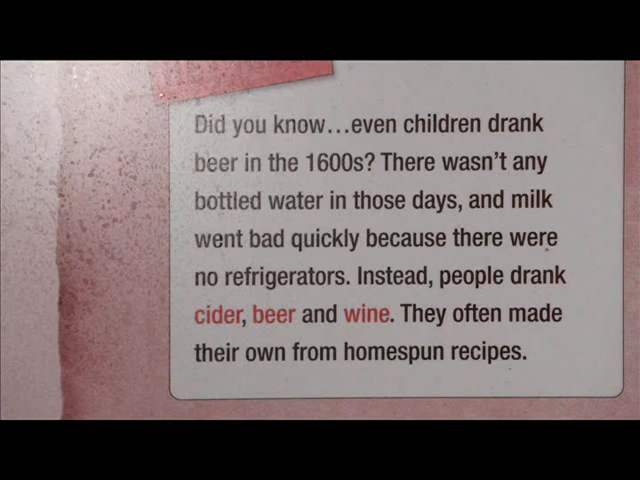 Did you know...even children drank
beer in the 1600s? There wasn't any
bottled water in those days, and milk
went bad quickly because there were
no refrigerators. Instead, people drank
cider, beer and wine. They often made
their own from homespun recipes.